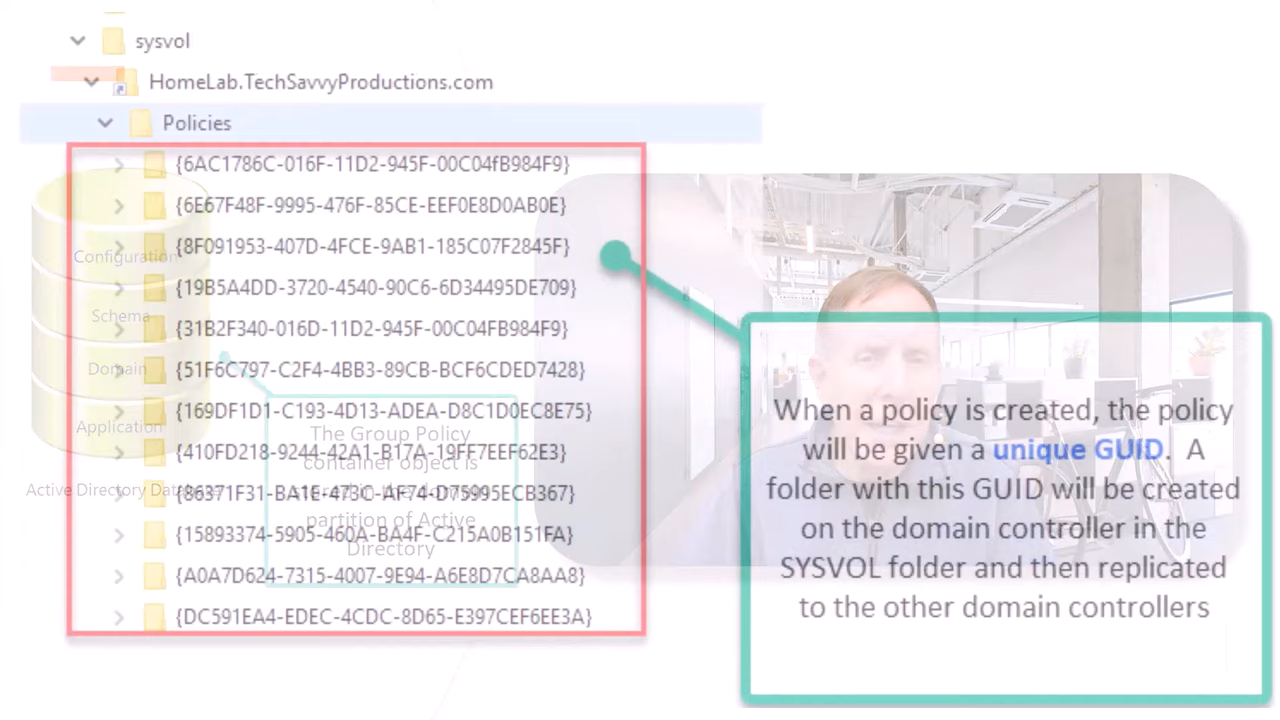 sysvol
HomeLab.TechSavvyProductions.com
Policies
{6AC1786C-016F-11D2-945F-00C04fB984F9}
{6E67F48F-9995-476F-85CE-EEF0E8D0AB0E}
{8F091953-407D-4FCE-9AB1-185C07F2845F}
{19B5A4DD-3720-4540-90C6-6D34495DE709}
{31B2F340-016D-11D2-945F-00C04FB984F9}
{51F6C797-C2F4-4BB3-89CB-BCF6CDED7428}
{169DF1D1-C193-4D13-ADEA-D8C1D0EC8E75}
{410FD218-9244-42A1-B17A-19FF7EEF62E3}
{86371F31-BA1E-473C-AF74-D75995ECB367}
{15893374-5905-460A-BA4F-C215A0B151FA}
{A0A7D624-7315-4007-9E94-A6E8D7CA8AA8}
{DC591EA4-EDEC-4CDC-8D65-E397CEF6EE3A}
Configuration
Schema
Domain
Application
Active Directory
The Group Policy
container object is
partition of Active
Directory
When a policy is created, the policy
will be given a unique GUID. A
folder with this GUID will be created
on the domain controller in the
SYSVOL folder and then replicated
to the other domain controllers